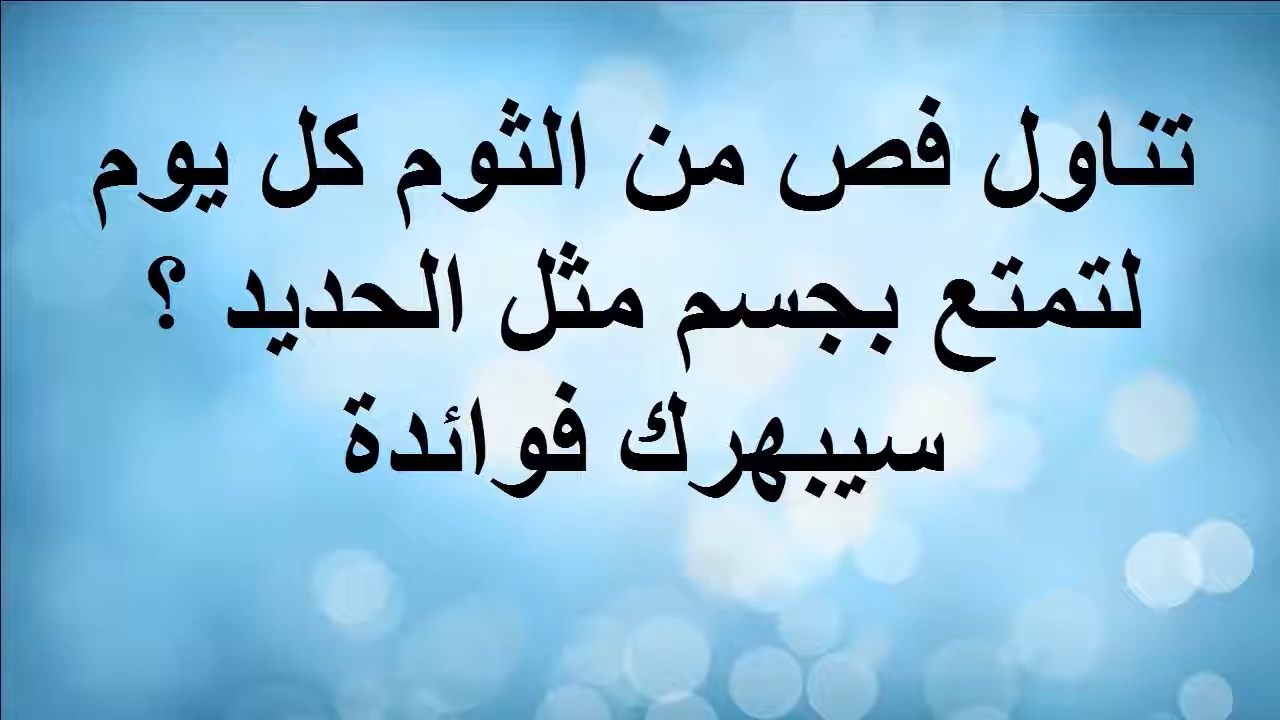 تناول فص من الثوم كل يوم
لتمتع بجسم مثل الحديد ؟
سيبهرك فوائدة